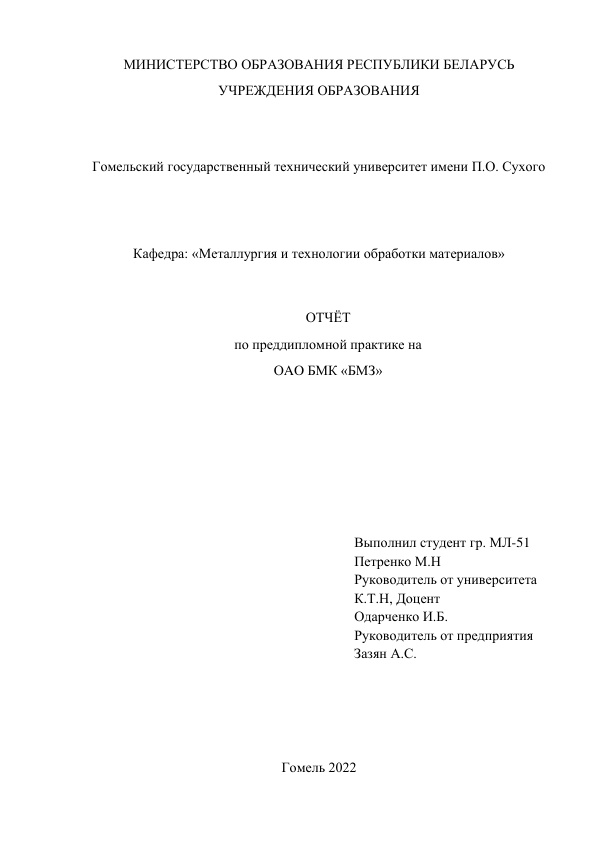 МИНИСТЕРСТВО ОБРАЗОВАНИЯ РЕСПУБЛИКИ БЕЛАРУСЬ
УЧРЕЖДЕНИЯ ОБРАЗОВАНИЯ
Гомельский государственный технический университет имени П.О. Сухого
Кафедра: «Металлургия и технологии обработки материалов»
ОТЧЁТ
по преддипломной практике на
ОАО БМК «БМЗ»
Выполнил студент гр. МЛ-51
Петренко М.Н
Руководитель от университета
К.Т.Н, Доцент
Одарченко И.Б.
Руководитель от предприятия
Зазян А.С.
Гомель 2022